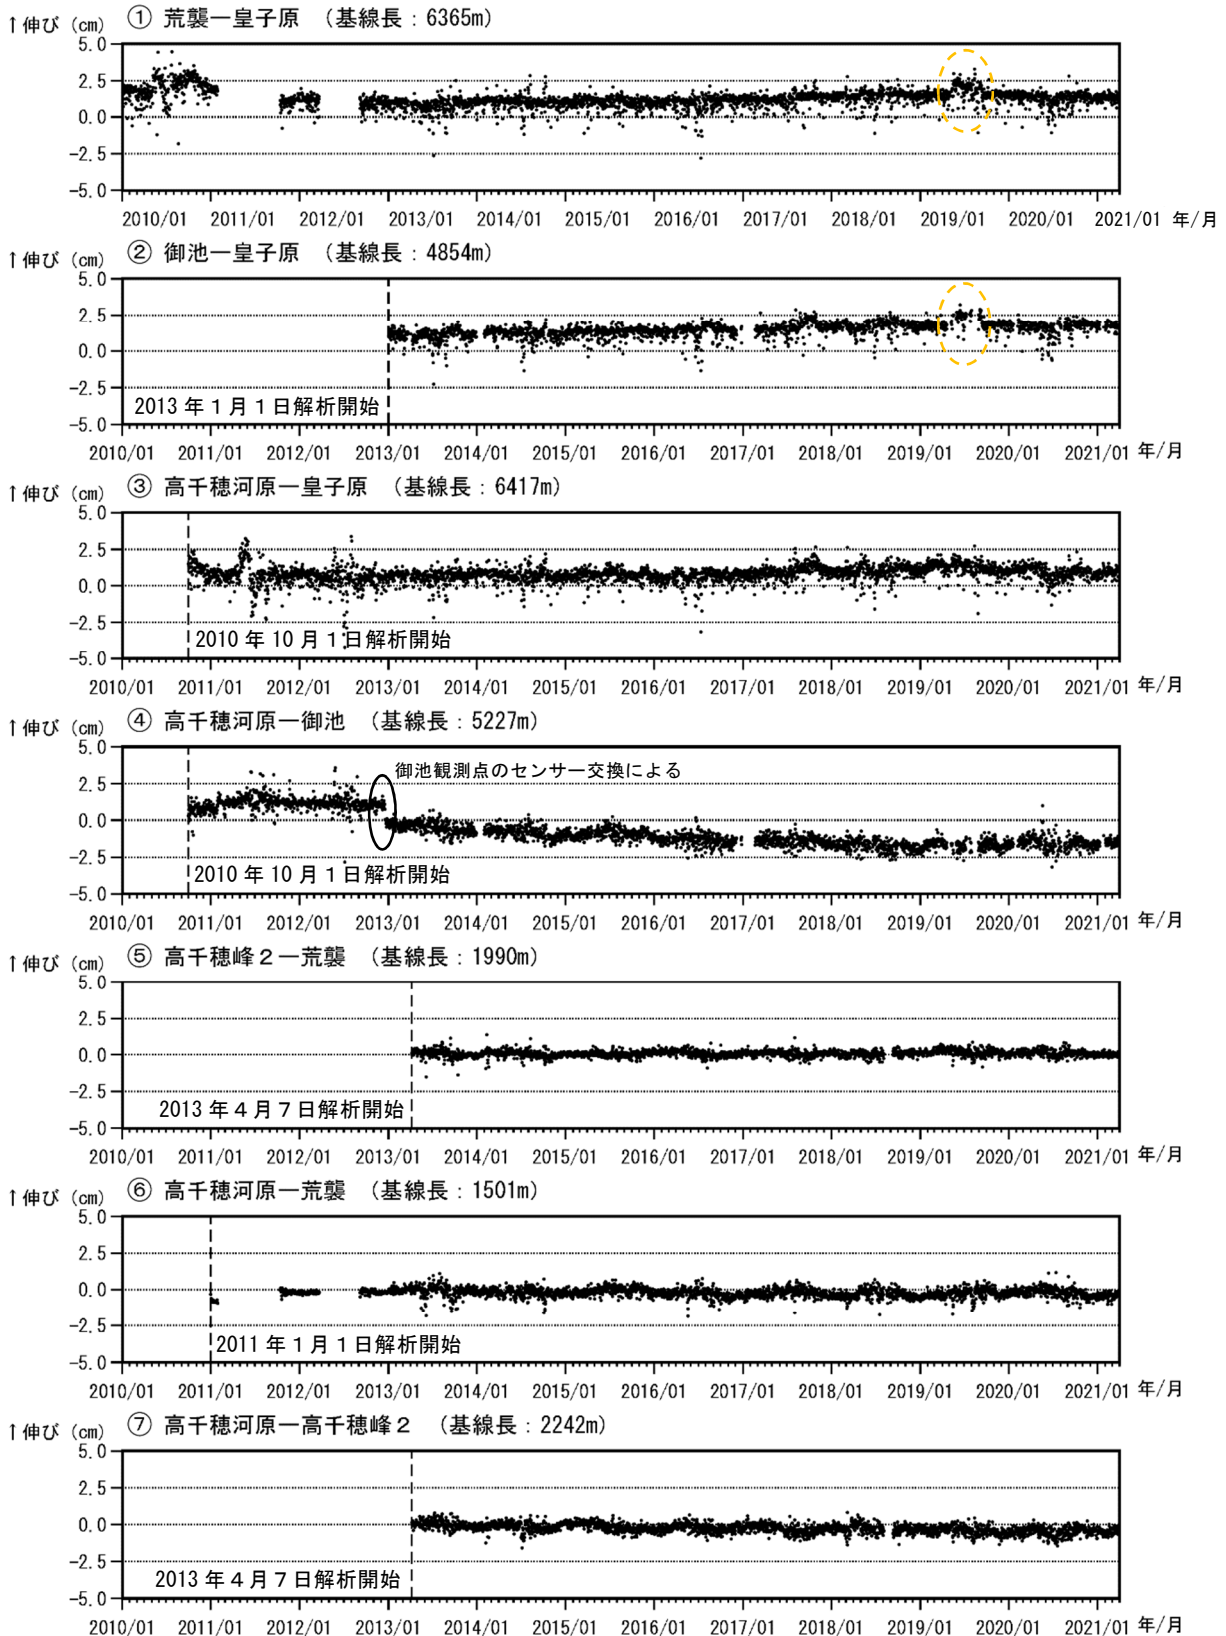 ↑伸び (cm) ① 荒襲ー皇子原 (基線長:6365m)
5.0
2.5
0.0
-2.5
-5.0
2010/01 2011/01 2012/01 2013/01 2014/01 2015/01 2016/01 2017/01 2018/01 2019/01 2020/01 2021/01 年/月
↑伸び (cm) ② 御池ー皇子原 (基線長:4854m)
5.0
2.5
0.0
-2.5
2013年1月1日解析開始
-5.0
2010/01 2011/01 2012/01 2013/01 2014/01 2015/01 2016/01 2017/01 2018/01 2019/01 2020/01 2021/01 年/月
↑伸び (cm) ③ 高千穂河原ー皇子原 (基線長:6417m)
5.0
2.5
0.0
-2.5
2010年10月1日解析開始
-5.0
2010/01 2011/01 2012/01 2013/01 2014/01 2015/01 2016/01 2017/01 2018/01 2019/01 2020/01 2021/01 年/月
↑伸び (cm) ④ 高千穂河原ー御池 (基線長:5227m)
5.0
御池観測点のセンサー交換による
2.5
0.0
-2.5
2010年10月1日解析開始
-5.0
2010/01 2011/01 2012/01 2013/01 2014/01 2015/01 2016/01 2017/01 2018/01 2019/01 2020/01 2021/01 年/月
↑伸び (cm) ⑤ 高千穂峰2ー荒襲 (基線長:1990m)
5.0
2.5
0.0
-2.5
2013年4月7日解析開始
-5.0
2010/01 2011/01 2012/01 2013/01 2014/01 2015/01 2016/01 2017/01 2018/01 2019/01 2020/01 2021/01 年/月
↑伸び (cm) ⑥ 高千穂河原ー荒襲 (基線長:1501m)
5.0
2.5
0.0
-2.5
2011年1月1日解析開始
-5.0
2010/01 2011/01 2012/01 2013/01 2014/01 2015/01 2016/01 2017/01 2018/01 2019/01 2020/01 2021/01 年/月
↑伸び (cm) ⑦ 高千穂河原ー高千穂峰2 (基線長:2242m)
5.0
2.5
0.0
-2.5
2013年4月7日解析開始
-5.0
2010/01 2011/01 2012/01 2013/01 2014/01 2015/01 2016/01 2017/01 2018/01 2019/01 2020/01 2021/01 年/月